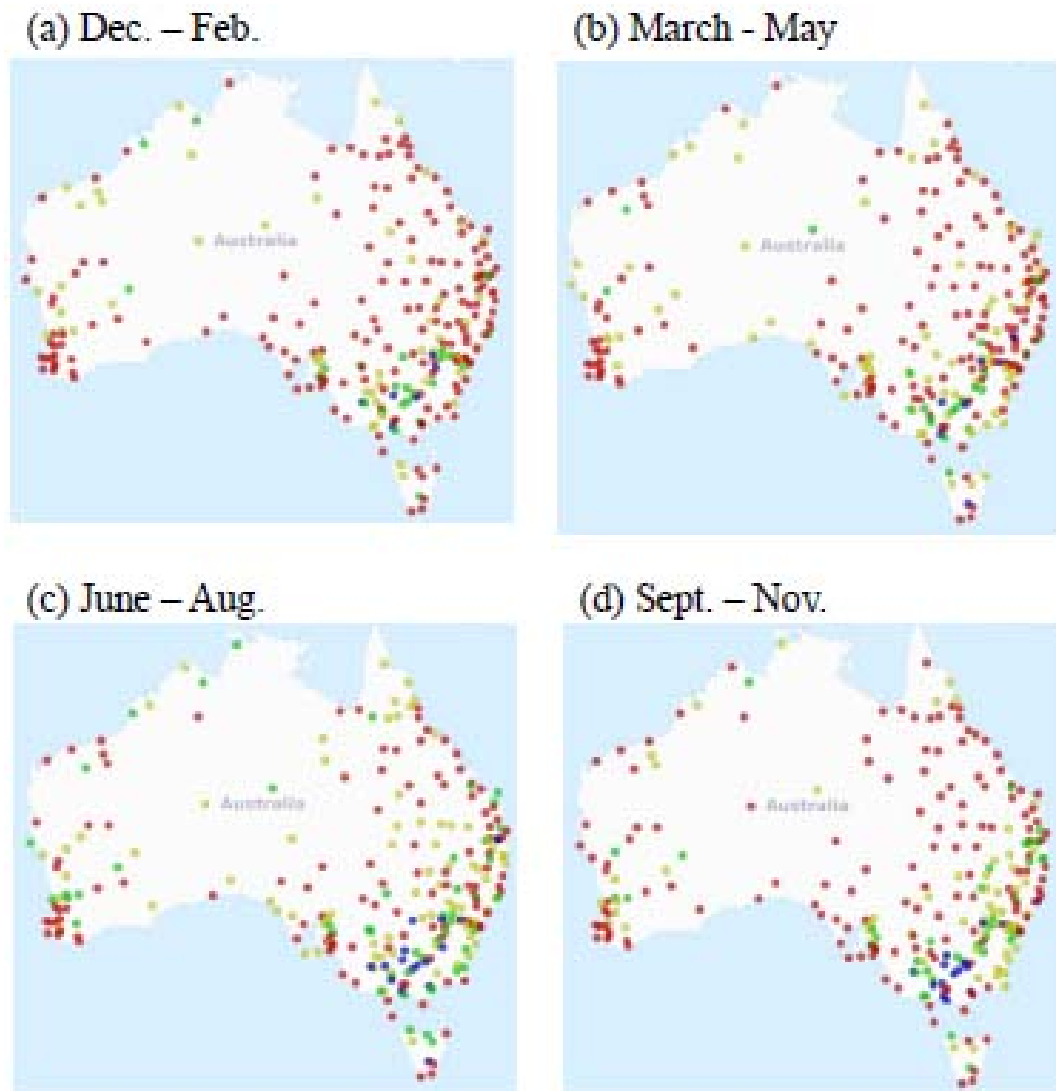 (a) Dec. – Feb.
(b) March - May
Australia
Australia
(c) June – Aug.
(d) Sept. – Nov.
Australia
Australia